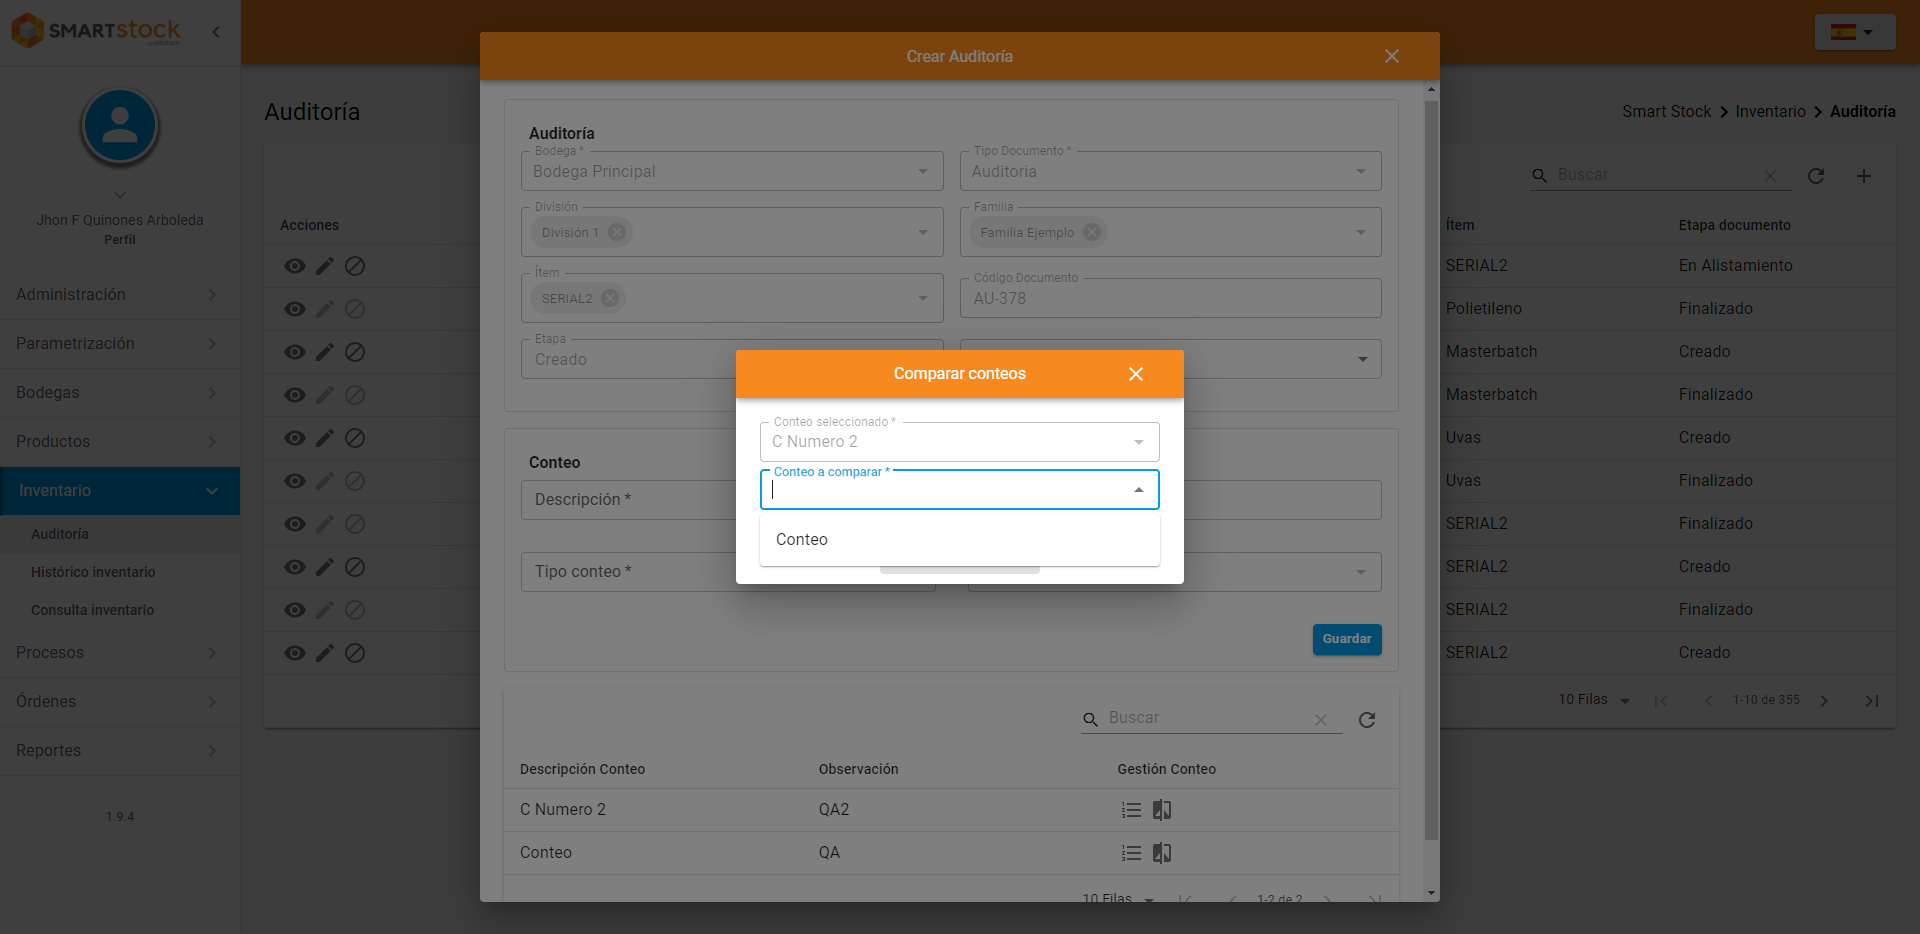 SMARTSTOCK
Jhon F Quinones Arboleda
Perfil
Administración
Parametrización
Bodegas
Productos
Inventario
Auditoría
Histórico inventario
Consulta inventario
Procesos
Órdenes
Reportes
1.9.4
Auditoría
Smart Stock > Inventario > Auditoría
Buscar
Acciones
Ítem Etapa documento
SERIAL2 En Alistamiento
Polietileno Finalizado
Masterbatch Creado
Masterbatch Finalizado
Uvas Creado
Uvas Finalizado
SERIAL2 Finalizado
SERIAL2 Creado
SERIAL2 Finalizado
SERIAL2 Creado
10 Filas 1-10 de 355
Crear Auditoría
Auditoría
Bodega * Tipo Documento *
Bodega Principal Auditoria
División Familia
División 1 Familia Ejemplo
Ítem Código Documento
SERIAL2 AU-378
Etapa
Creado
Conteo
Descripción *
Tipo conteo *
Guardar
Comparar conteos
Conteo seleccionado *
C Numero 2
Conteo a comparar *
Conteo
Buscar
Descripción Conteo Observación Gestión Conteo
C Numero 2 QA2
Conteo QA
10 Filas 1-2 de 2